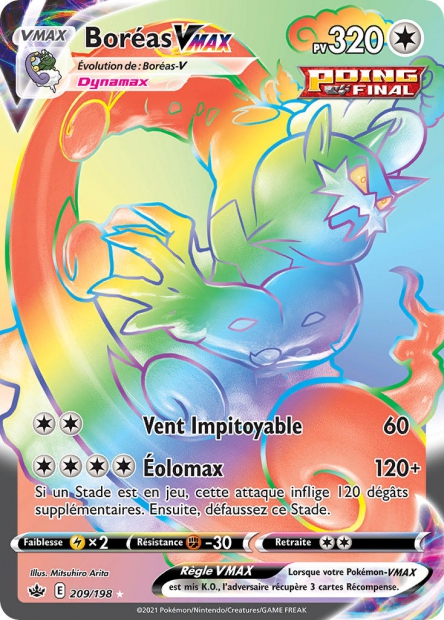 VMAX
Boréas VMAX
PV 320
Évolution de : Boréas-V
Dynamax
POING FINAL
Vent Impitoyable 60
Éolomax 120+
Si un Stade est en jeu, cette attaque inflige 120 dégâts
supplémentaires. Ensuite, défaussez ce Stade.
Faiblesse ×2 Résistance -30 Retraite
Illus. Mitsuhiro Arita
Règle VMAX Lorsque votre Pokémon-VMAX
est mis K.O., l'adversaire récupère 3 cartes Récompense.
E 209/198
©2021 Pokémon/Nintendo/Creatures/GAME FREAK